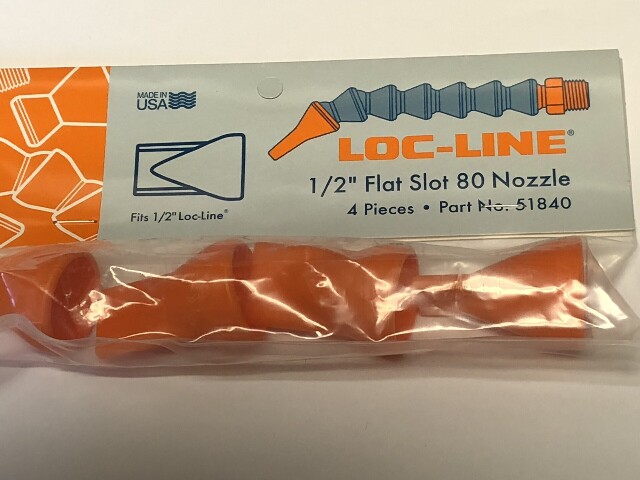 MADE IN
USA
LOC-LINE®
1/2" Flat Slot 80 Nozzle
4 Pieces • Part No. 51840
Fits 1/2" Loc-Line®